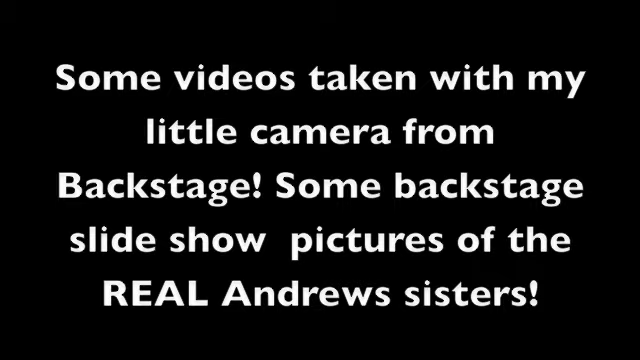 Some videos taken with my
little camera from
Backstage! Some backstage
slide show  pictures of the
REAL Andrews sisters!